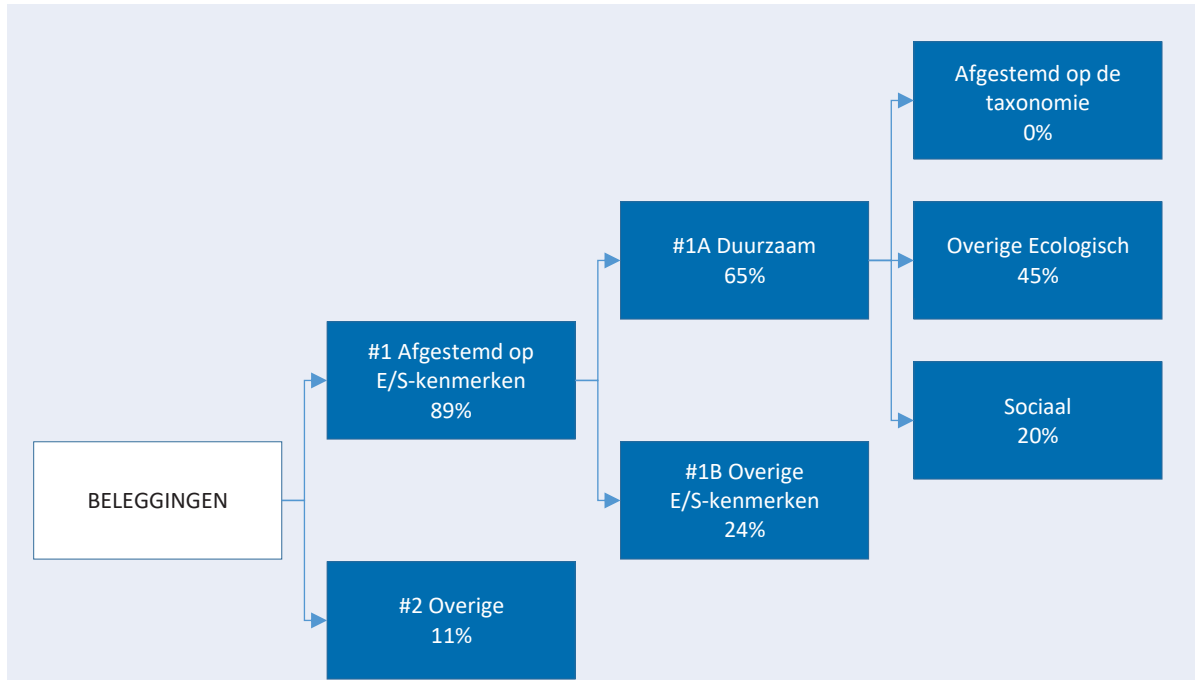 BELEGGINGEN
#1 Afgestemd op
E/S-kenmerken
89%
#2 Overige
11%
#1A Duurzaam
65%
#1B Overige
E/S-kenmerken
24%
Afgestemd op de
taxonomie
0%
Overige Ecologisch
45%
Sociaal
20%